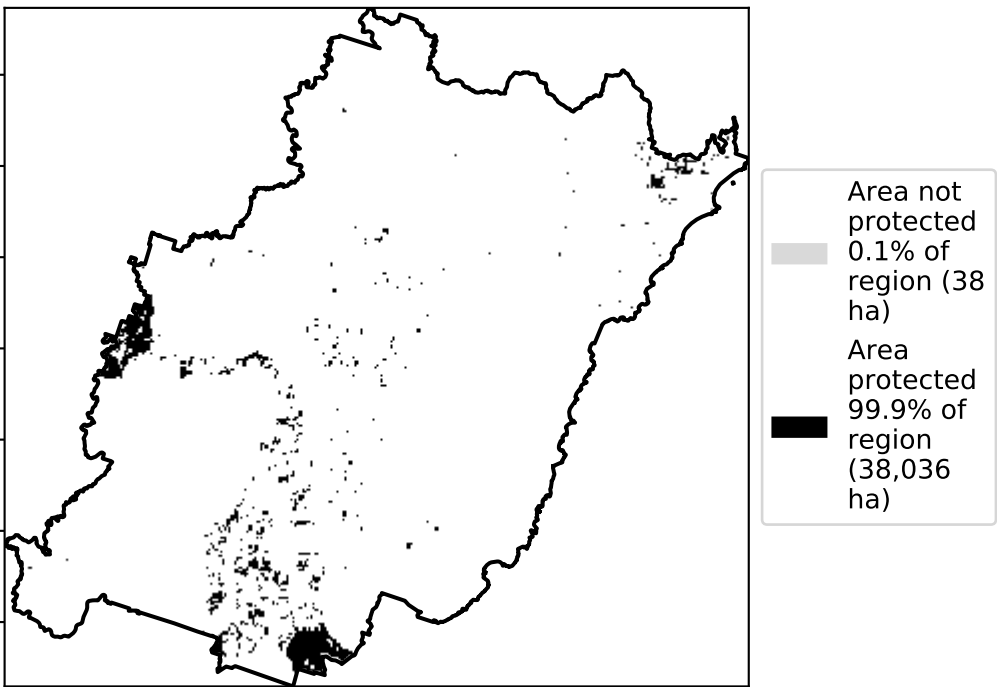 Area not
protected
0.1% of
region (38
ha)
Area
protected
99.9% of
region
(38,036
ha)